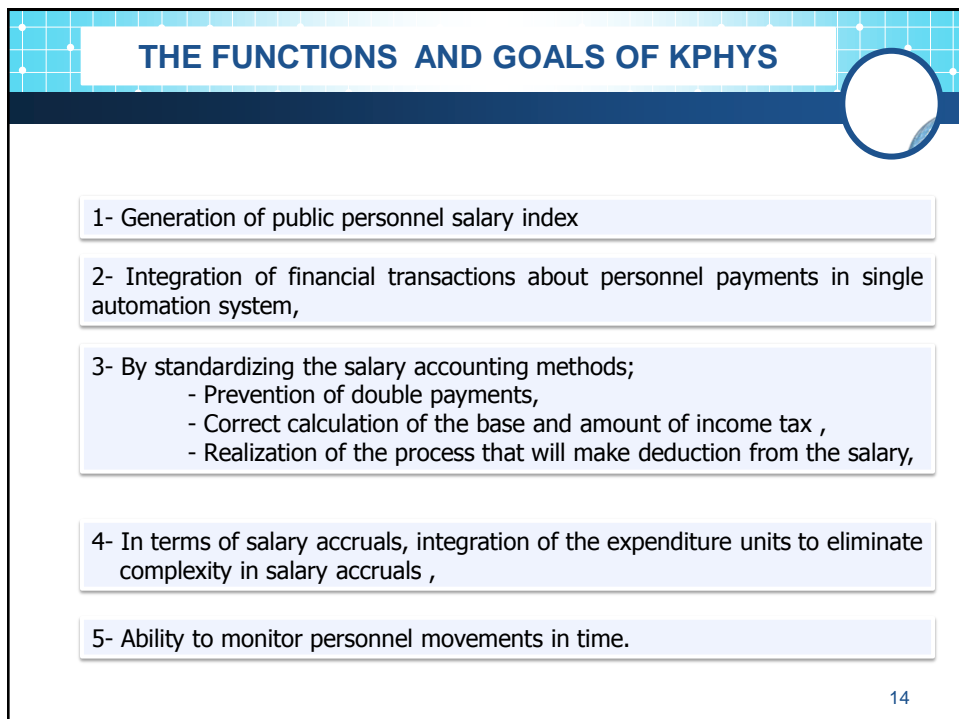 THE FUNCTIONS AND GOALS OF KPHYS
1- Generation of public personnel salary index
2- Integration of financial transactions about personnel payments in single
automation system,
3- By standardizing the salary accounting methods;
- Prevention of double payments,
- Correct calculation of the base and amount of income tax ,
- Realization of the process that will make deduction from the salary,
4- In terms of salary accruals, integration of the expenditure units to eliminate
complexity in salary accruals ,
5- Ability to monitor personnel movements in time.
14